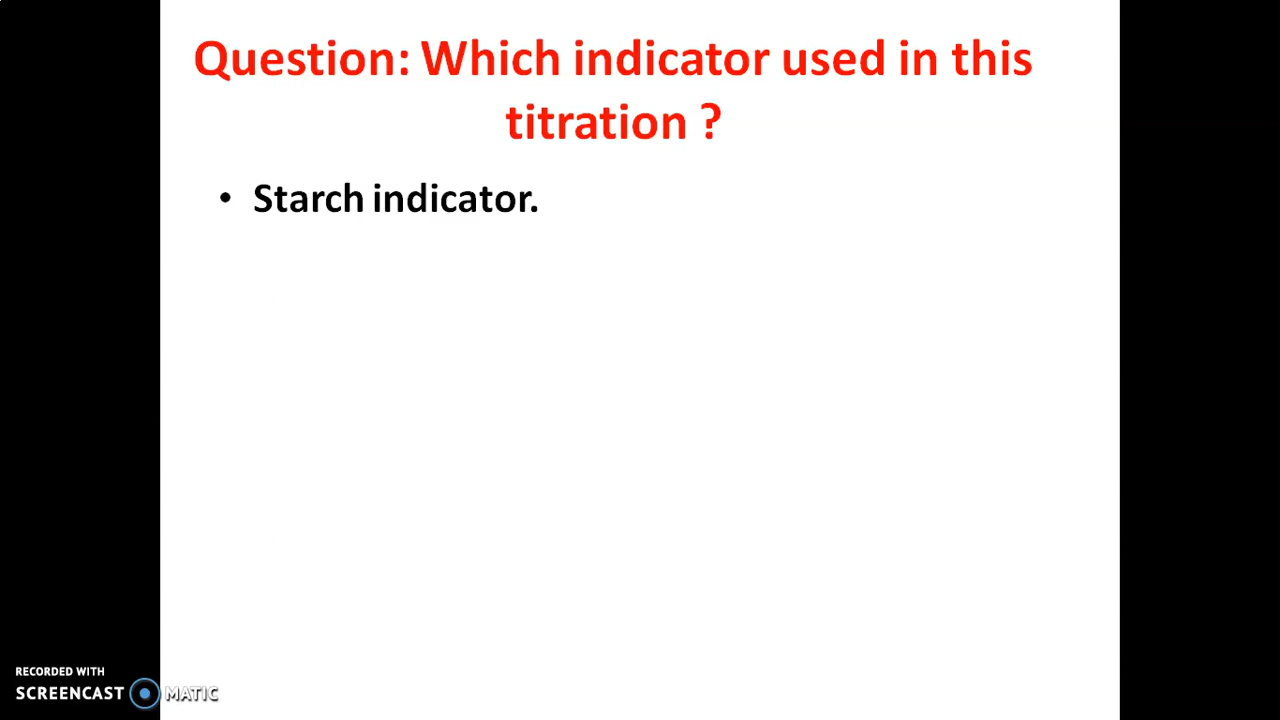 Question: Which indicator used in this
titration ?
• Starch indicator.
RECORDED WITH
SCREENCAST MATIC